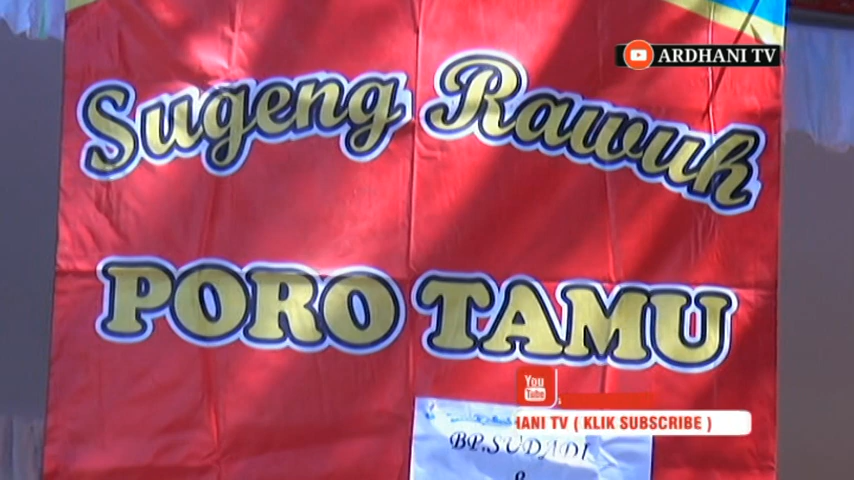 ARDHANI TV
Sugeng Rawuh
PORO TAMU
You
Tube
HANI TV ( KLIK SUBSCRIBE )
BP.SUDADI
&